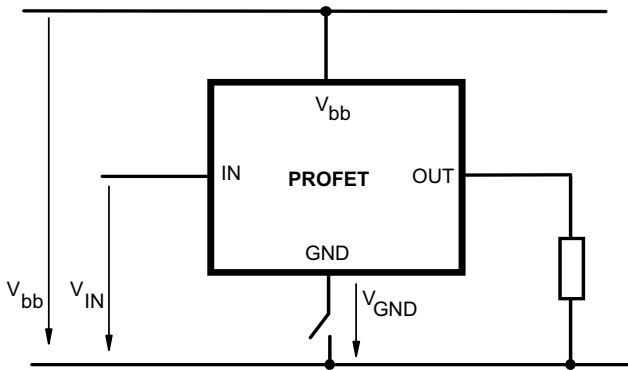 Vbb
IN
PROFET
OUT
GND
Vbb
VIN
VGND